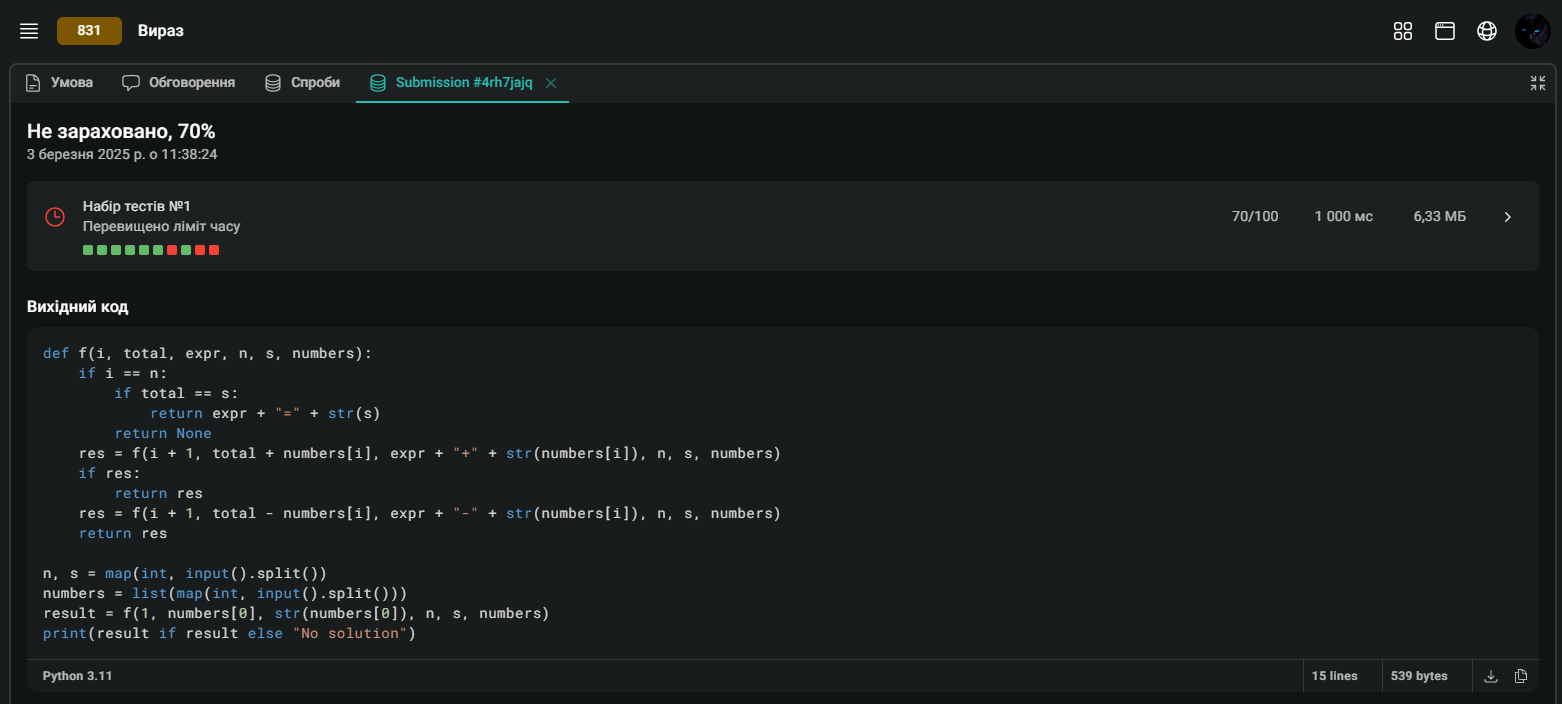 831 Вираз
Умова Обговорення Спроби Submission #4rh7jajq
Не зараховано, 70%
3 березня 2025 р. о 11:38:24
Набір тестів №1
Перевищено ліміт часу
70/100 1 000 мс 6,33 МБ
Вихідний код
def f(i, total, expr, n, s, numbers):
    if i == n:
        if total == s:
            return expr + "=" + str(s)
        return None
    res = f(i + 1, total + numbers[i], expr + "+" + str(numbers[i]), n, s, numbers)
    if res:
        return res
    res = f(i + 1, total - numbers[i], expr + "-" + str(numbers[i]), n, s, numbers)
    return res
n, s = map(int, input().split())
numbers = list(map(int, input().split()))
result = f(1, numbers[0], str(numbers[0]), n, s, numbers)
print(result if result else "No solution")
Python 3.11 15 lines 539 bytes